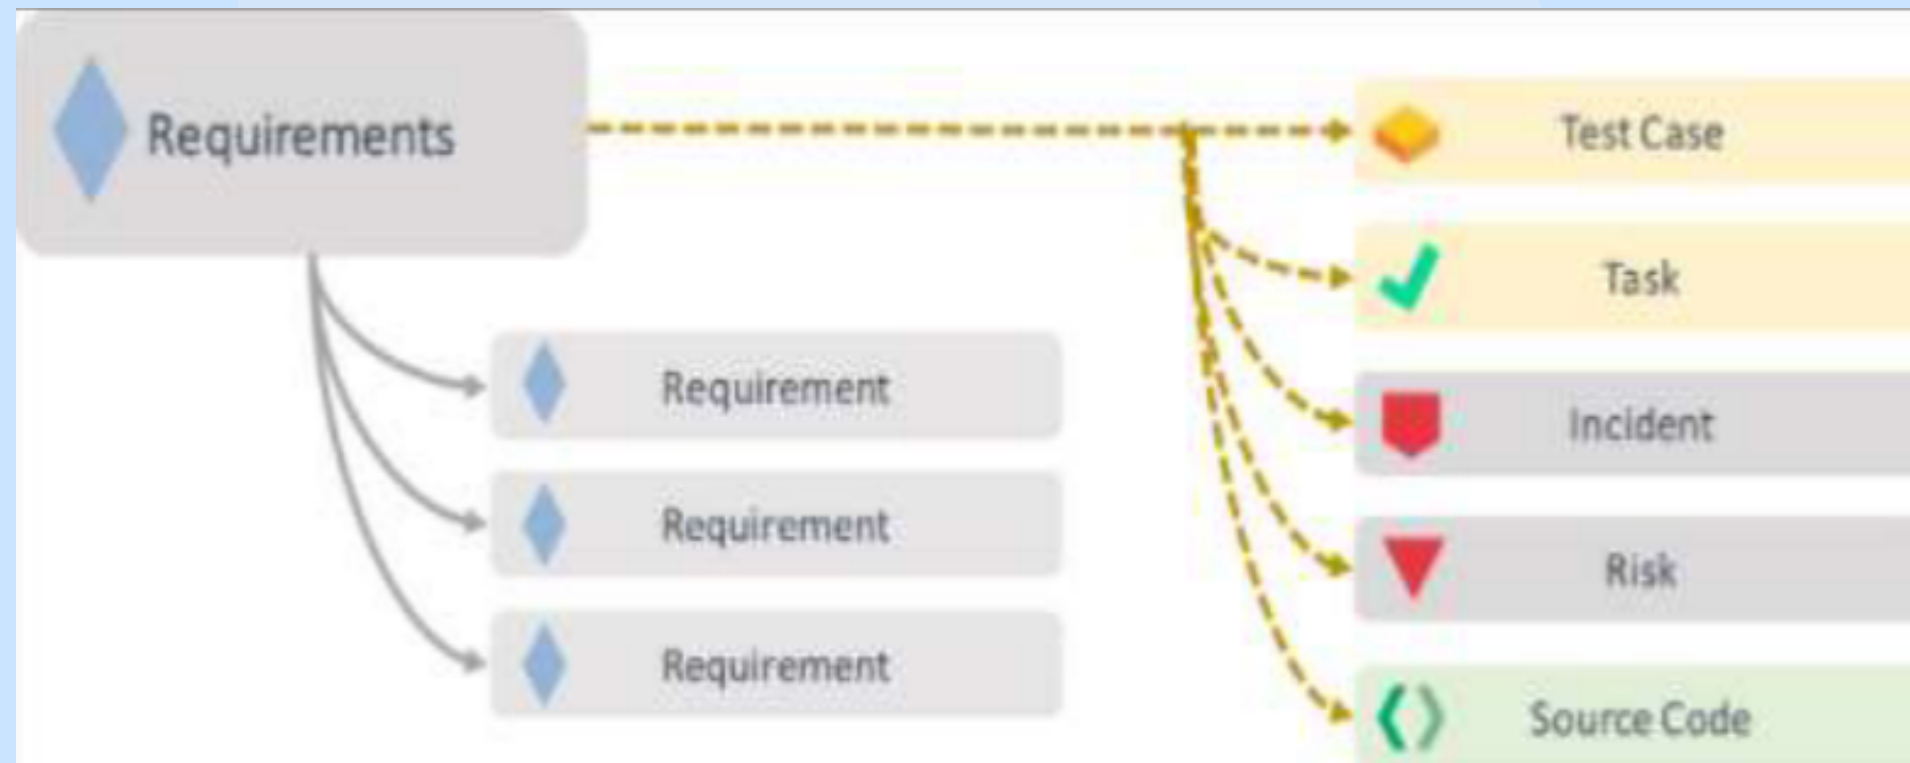 Requirements
Test Case
Task
Requirement
Incident
Requirement
Risk
Requirement
Source Code